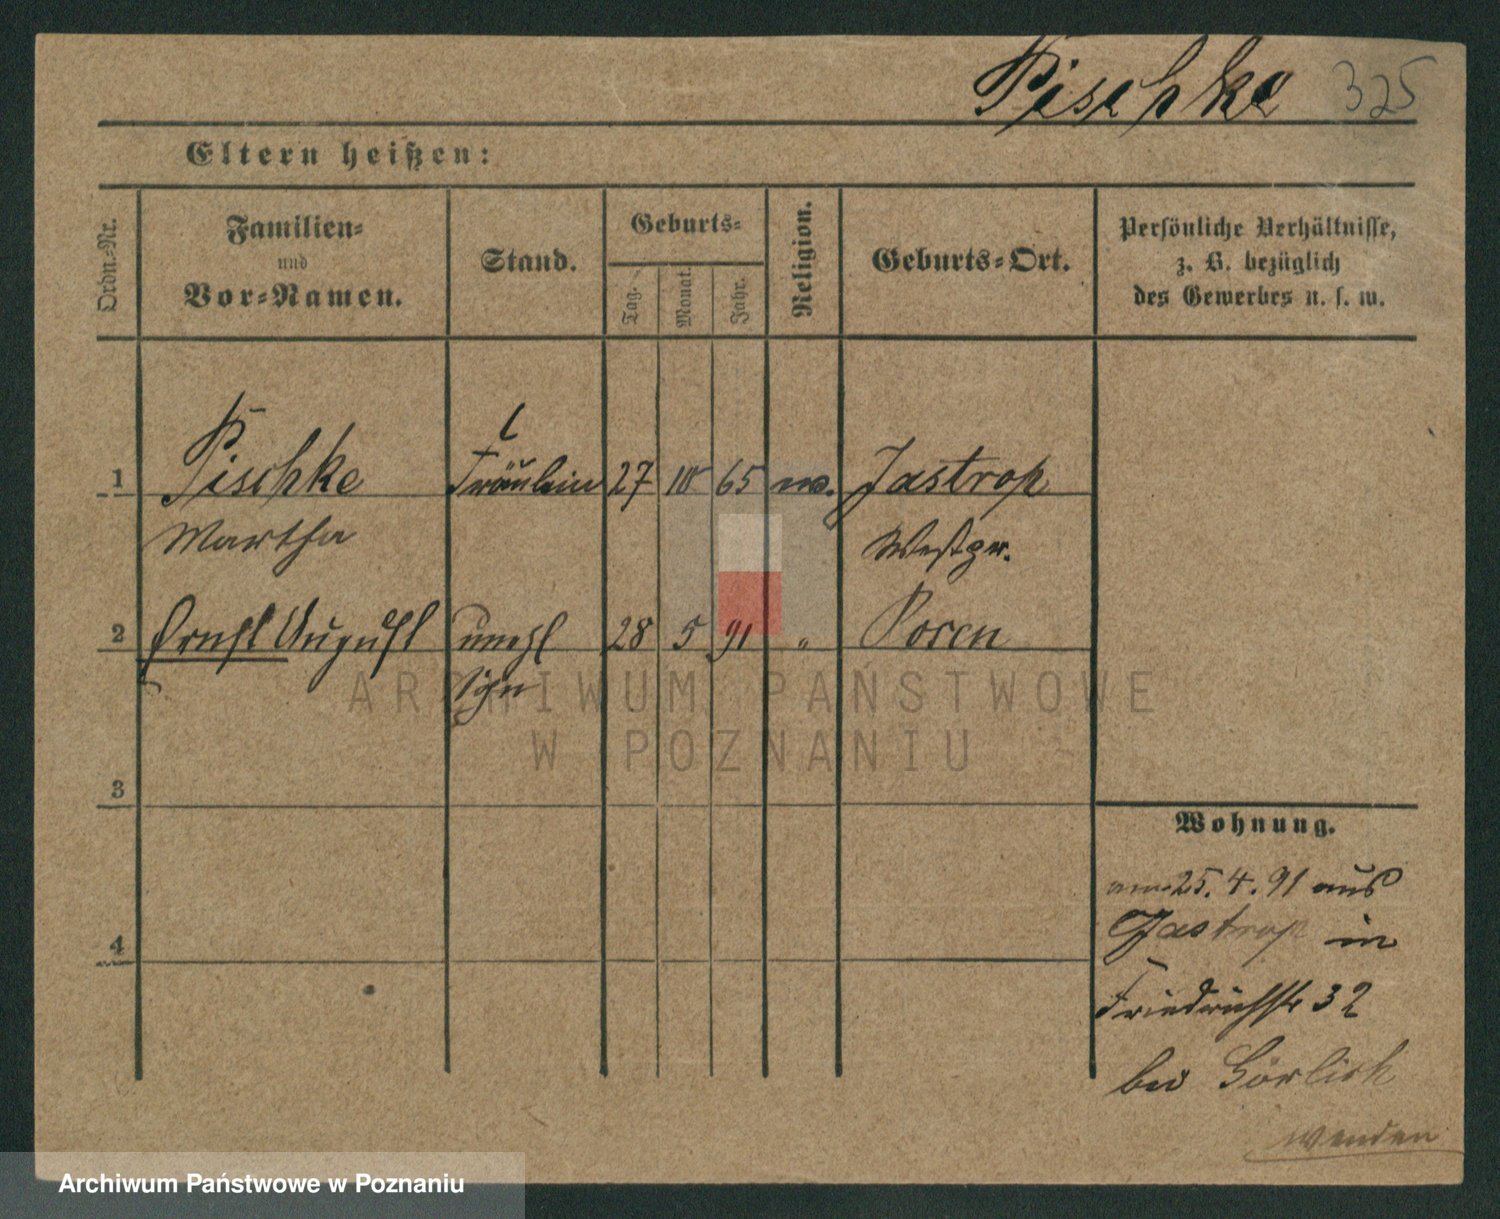 Pischke 325
Eltern heißen:
Ordn.-Nr.
Familien-
und
Vor-Namen.
Stand.
Geburts-
Tag.
Monat.
Jahr.
Religion.
Geburts-Ort.
Persönliche Verhältnisse,
z. B. bezüglich
des Gewerbes u. s. w.
1 Pischke Fräulein 27 10 65 ev. Jastrop
Martha Westpr.
2 Ernst August unehl 28 5 91 " Posen
Sohn
ARCHIWUM PAŃSTWOWE
W POZNANIU
3
Wohnung.
am 25. 4. 91 aus
4
Jastrop in
Friedrichstr 32
bei Görlich
wenden
Archiwum Państwowe w Poznaniu